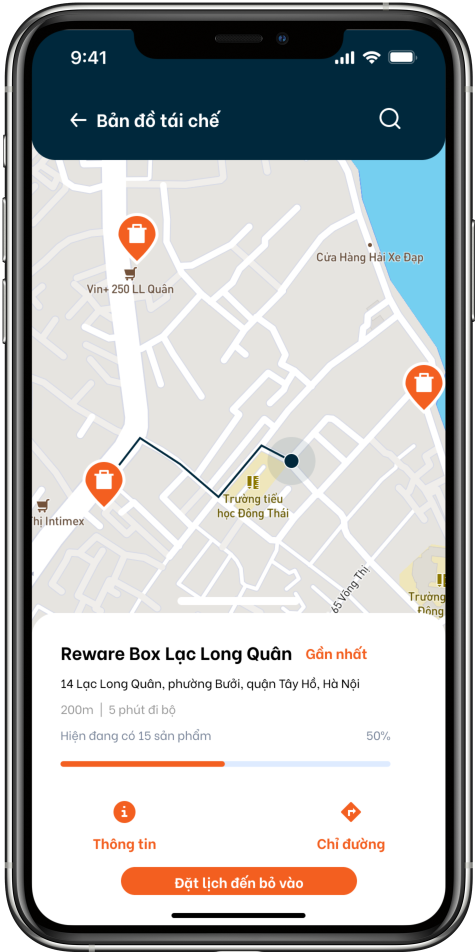 9:41
Bản đồ tái chế
Cửa Hàng Hải Xe Đạp
Vin+ 250 LL Quân
Trường tiểu
học Đông Thái
hị Intimex
65 Võng Thị
Trường
Đông
Reware Box Lạc Long Quân Gần nhất
14 Lạc Long Quân, phường Bưởi, quận Tây Hồ, Hà Nội
200m | 5 phút đi bộ
Hiện đang có 15 sản phẩm 50%
Thông tin Chỉ đường
Đặt lịch đến bỏ vào